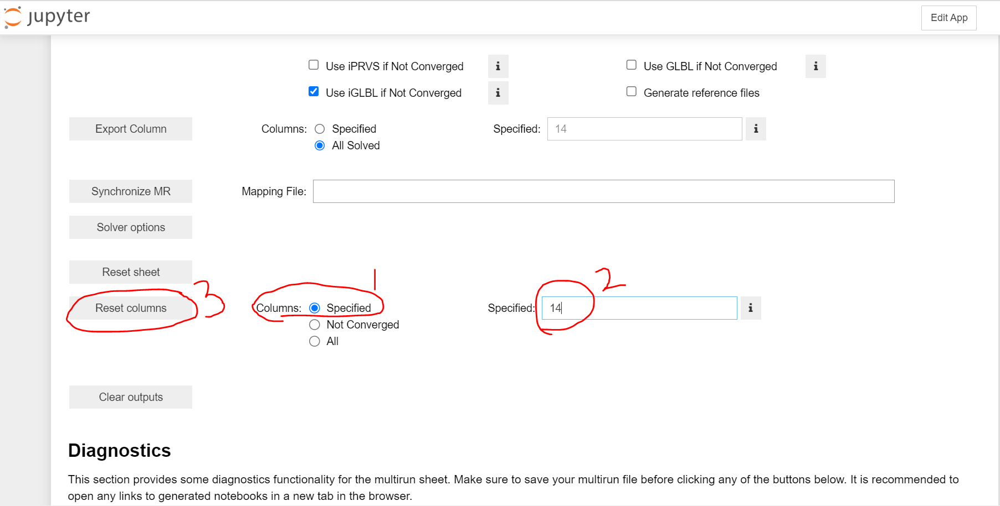 jupyter
Edit App
Use iPRVS if Not Converged i Use GLBL if Not Converged i
Use iGLBL if Not Converged i Generate reference files
Export Column Columns: Specified Specified: 14 i
All Solved
Synchronize MR Mapping File:
Solver options
Reset sheet
1 2
3
Reset columns Columns: Specified Specified: 14 i
Not Converged
All
Clear outputs
Diagnostics
This section provides some diagnostics functionality for the multirun sheet. Make sure to save your multirun file before clicking any of the buttons below. It is recommended to
open any links to generated notebooks in a new tab in the browser.